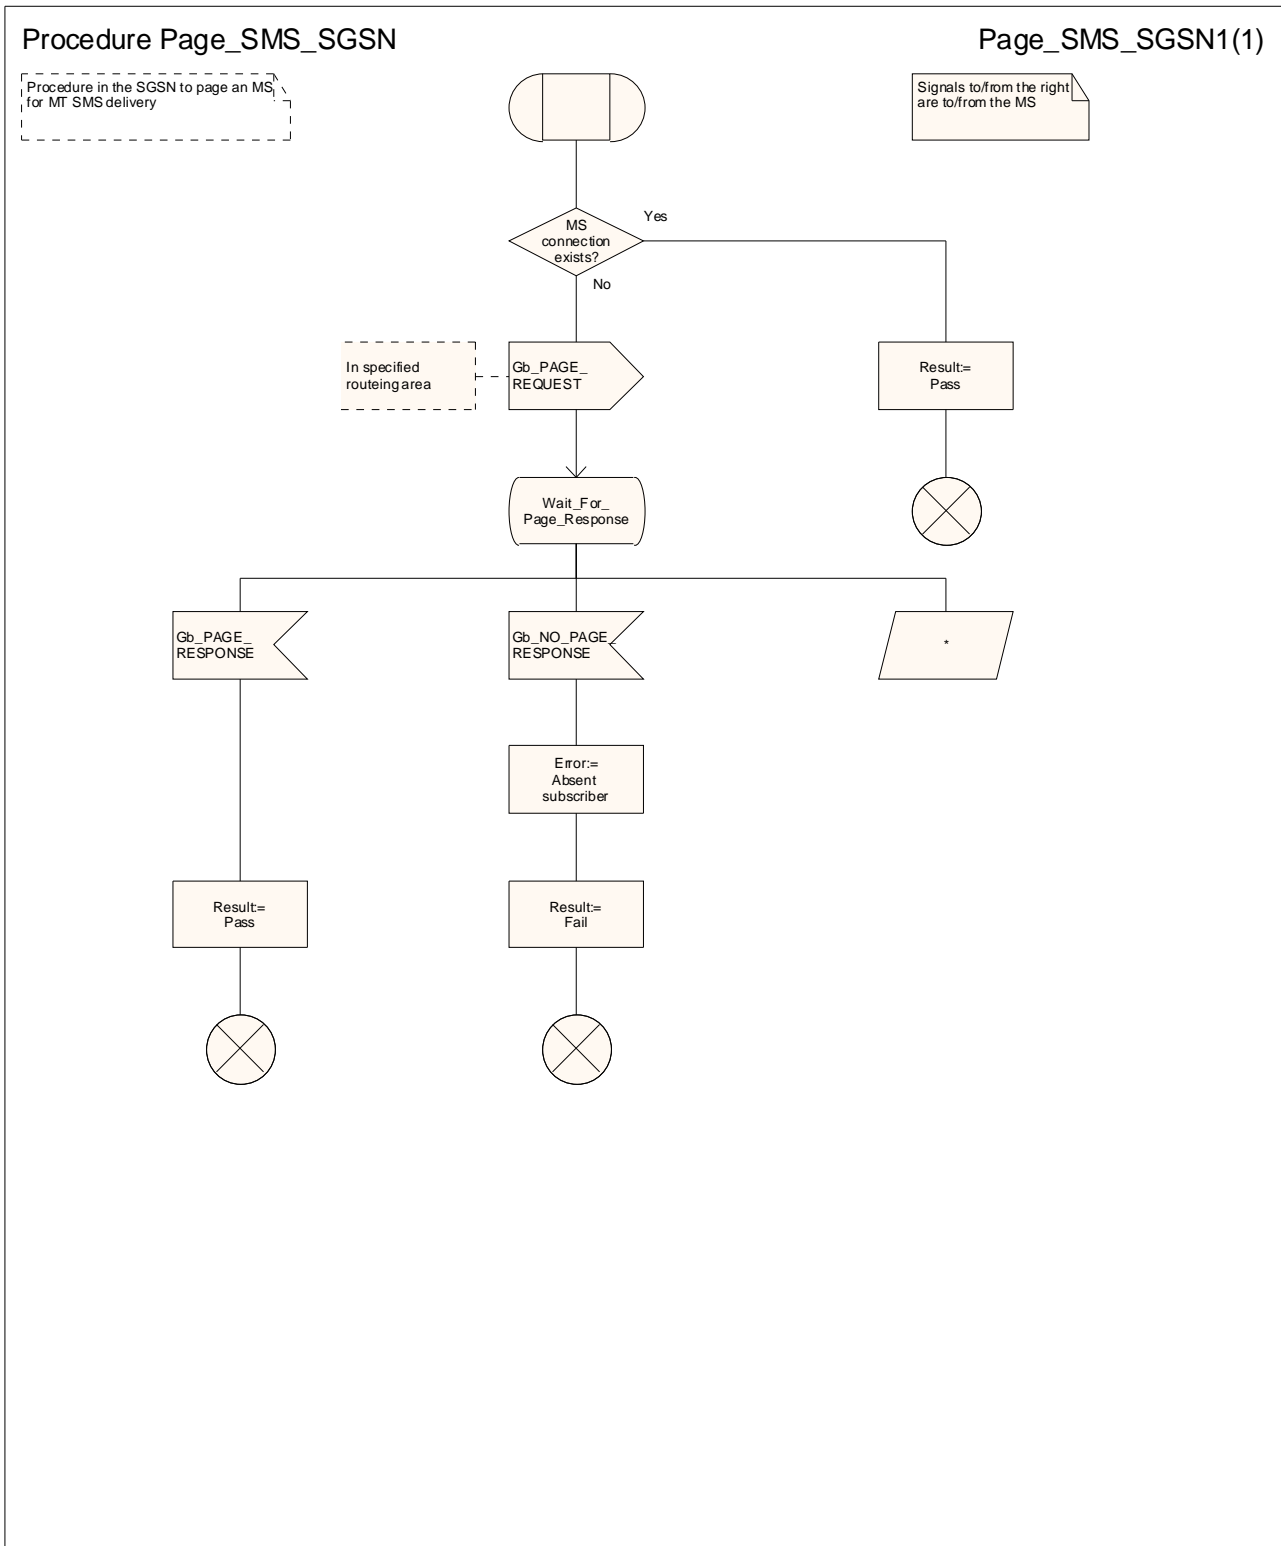 Procedure Page_SMS_SGSN
Page_SMS_SGSN1(1)
Procedure in the SGSN to page an MS
for MT SMS delivery
Signals to/from the right
are to/from the MS
MS
connection
exists?
Yes
No
In specified
routeing area
Gb_PAGE_
REQUEST
Result:=
Pass
Wait_For_
Page_Response
Gb_PAGE_
RESPONSE
Gb_NO_PAGE_
RESPONSE
*
Error:=
Absent
subscriber
Result:=
Pass
Result:=
Fail